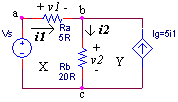 a + v1 - b
i1 Ra i2 Ig=5i1
Vs 5R
+
X Rb v2 Y
20R -
c